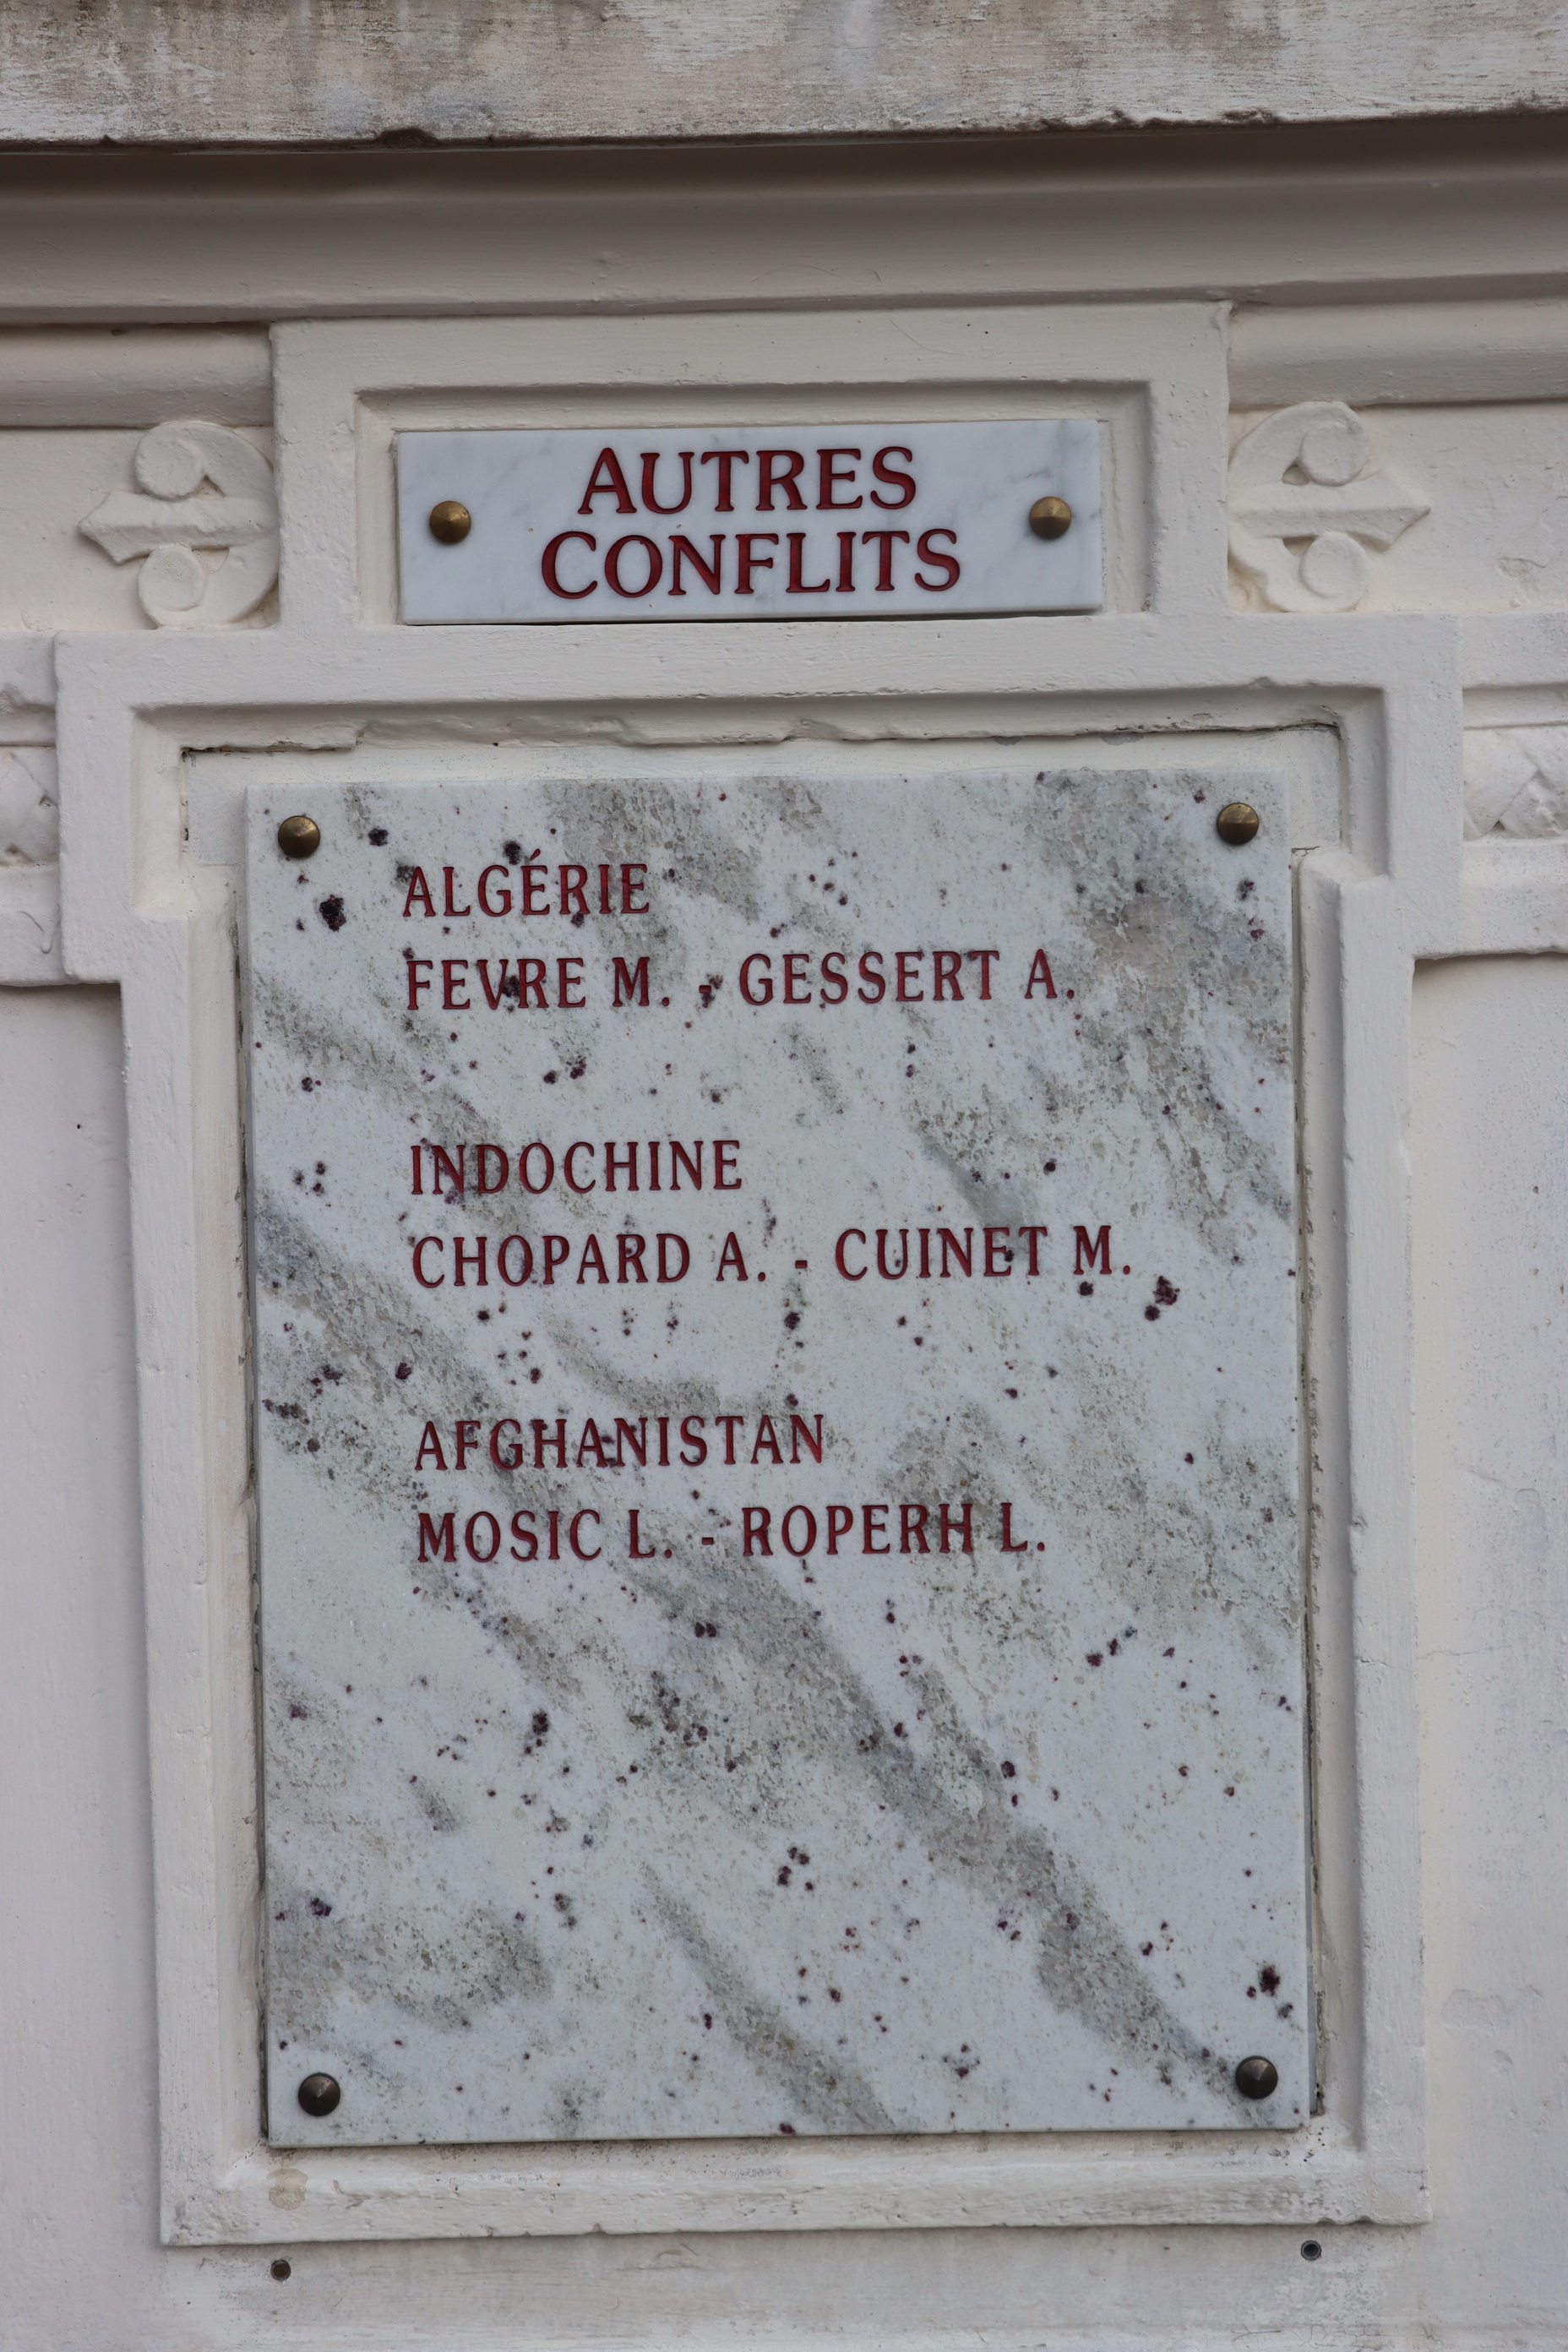 AUTRES
CONFLITS
ALGÉRIE
FEVRE M. - GESSERT A.
INDOCHINE
CHOPARD A. - CUINET M.
AFGHANISTAN
MOSIC L. - ROPERH L.